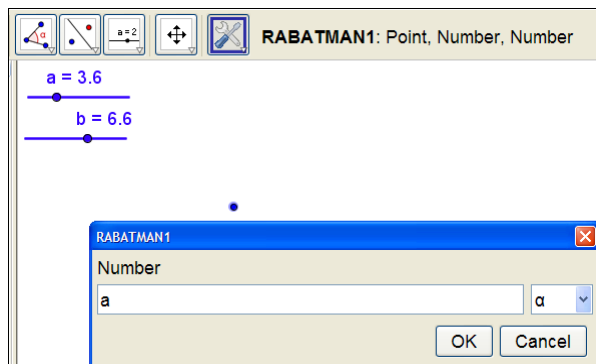 α a=2 RABATMAN1: Point, Number, Number
a = 3.6
b = 6.6
RABATMAN1
Number
a α
OK Cancel